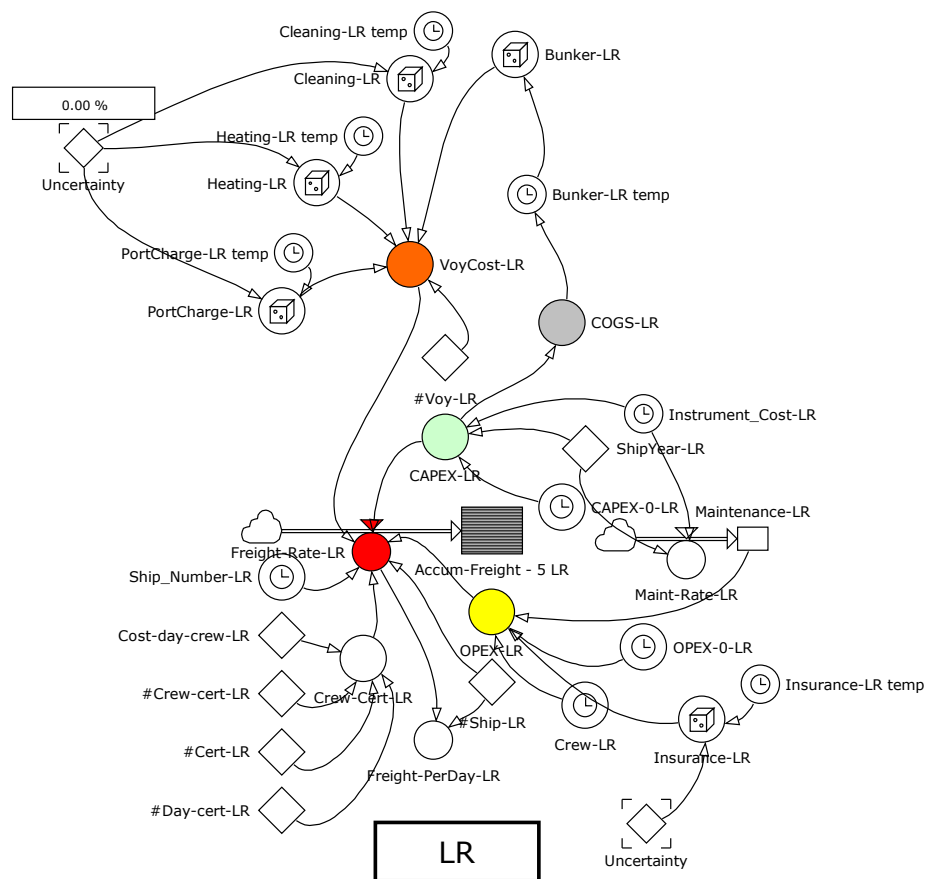 Cleaning-LR temp
Bunker-LR
Cleaning-LR
0.00 %
Heating-LR temp
Uncertainty
Heating-LR
Bunker-LR temp
PortCharge-LR temp
VoyCost-LR
PortCharge-LR
COGS-LR
#Voy-LR
Instrument_Cost-LR
ShipYear-LR
CAPEX-LR
CAPEX-0-LR
Maintenance-LR
Freight-Rate-LR
Accum-Freight - 5 LR
Ship_Number-LR
Maint-Rate-LR
Cost-day-crew-LR
OPEX-LR
OPEX-0-LR
#Crew-cert-LR
Crew-Cert-LR
Insurance-LR temp
#Ship-LR
Crew-LR
#Cert-LR
Insurance-LR
Freight-PerDay-LR
#Day-cert-LR
LR
Uncertainty